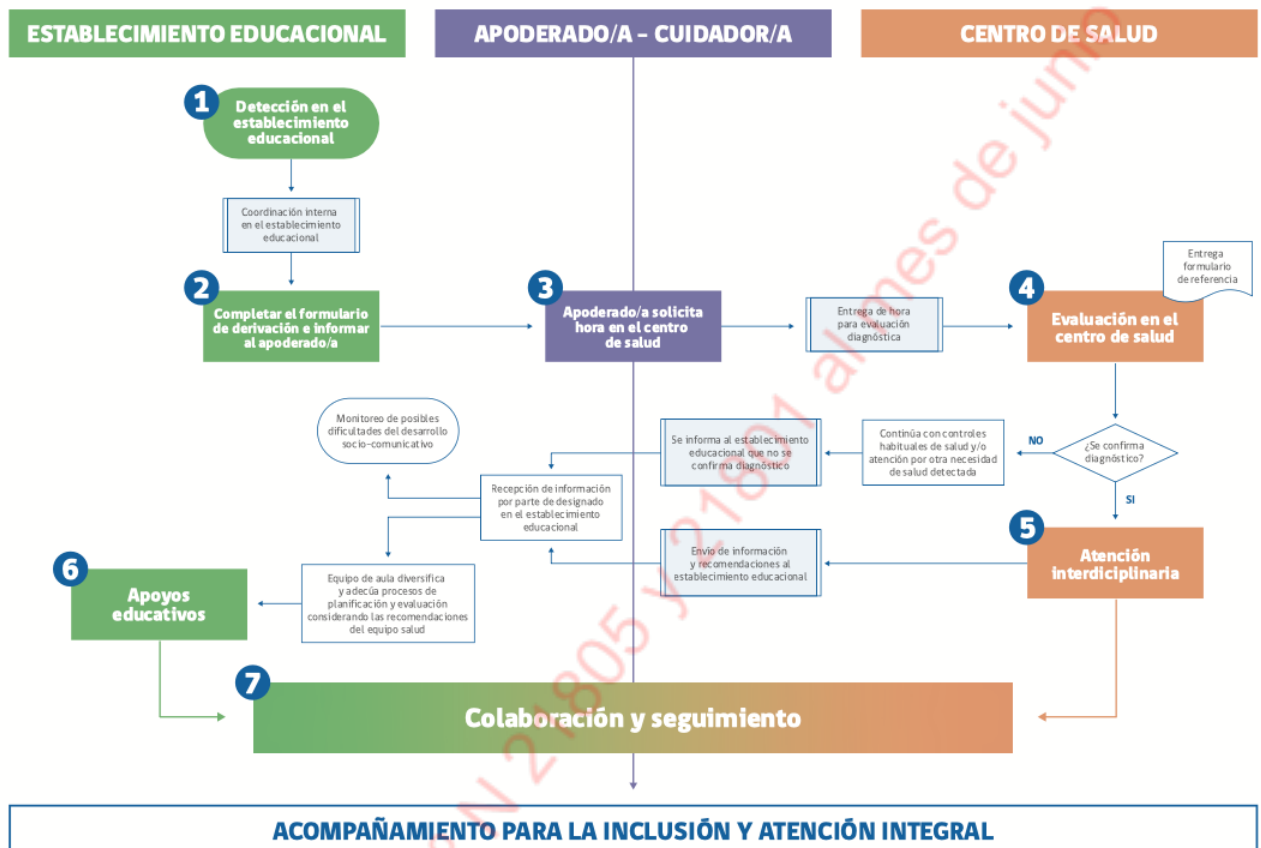 ESTABLECIMIENTO EDUCACIONAL
APODERADO/A – CUIDADOR/A
CENTRO DE SALUD
1
Detección en el
establecimiento
educacional
Coordinación interna
en el establecimiento
educacional
2
Completar el formulario
de derivación e informar
al apoderado/a
3
Apoderado/a solicita
hora en el centro
de salud
Entrega de hora
para evaluación
diagnóstica
4
Evaluación en el
centro de salud
Entrega
formulario
de referencia
¿Se confirma
diagnóstico?
NO
SI
Continúa con controles
habituales de salud y/o
atención por otra necesidad
de salud detectada
Se informa al establecimiento
educacional que no se
confirma diagnóstico
Monitoreo de posibles
dificultades del desarrollo
socio-comunicativo
Recepción de información
por parte de designado
en el establecimiento
educacional
5
Atención
interdiciplinaria
Envío de información
y recomendaciones al
establecimiento educacional
Equipo de aula diversifica
y adecúa procesos de
planificación y evaluación
considerando las recomendaciones
del equipo salud
6
Apoyos
educativos
7
Colaboración y seguimiento
ACOMPAÑAMIENTO PARA LA INCLUSIÓN Y ATENCIÓN INTEGRAL
N 21805 y 21801 al mes de junio